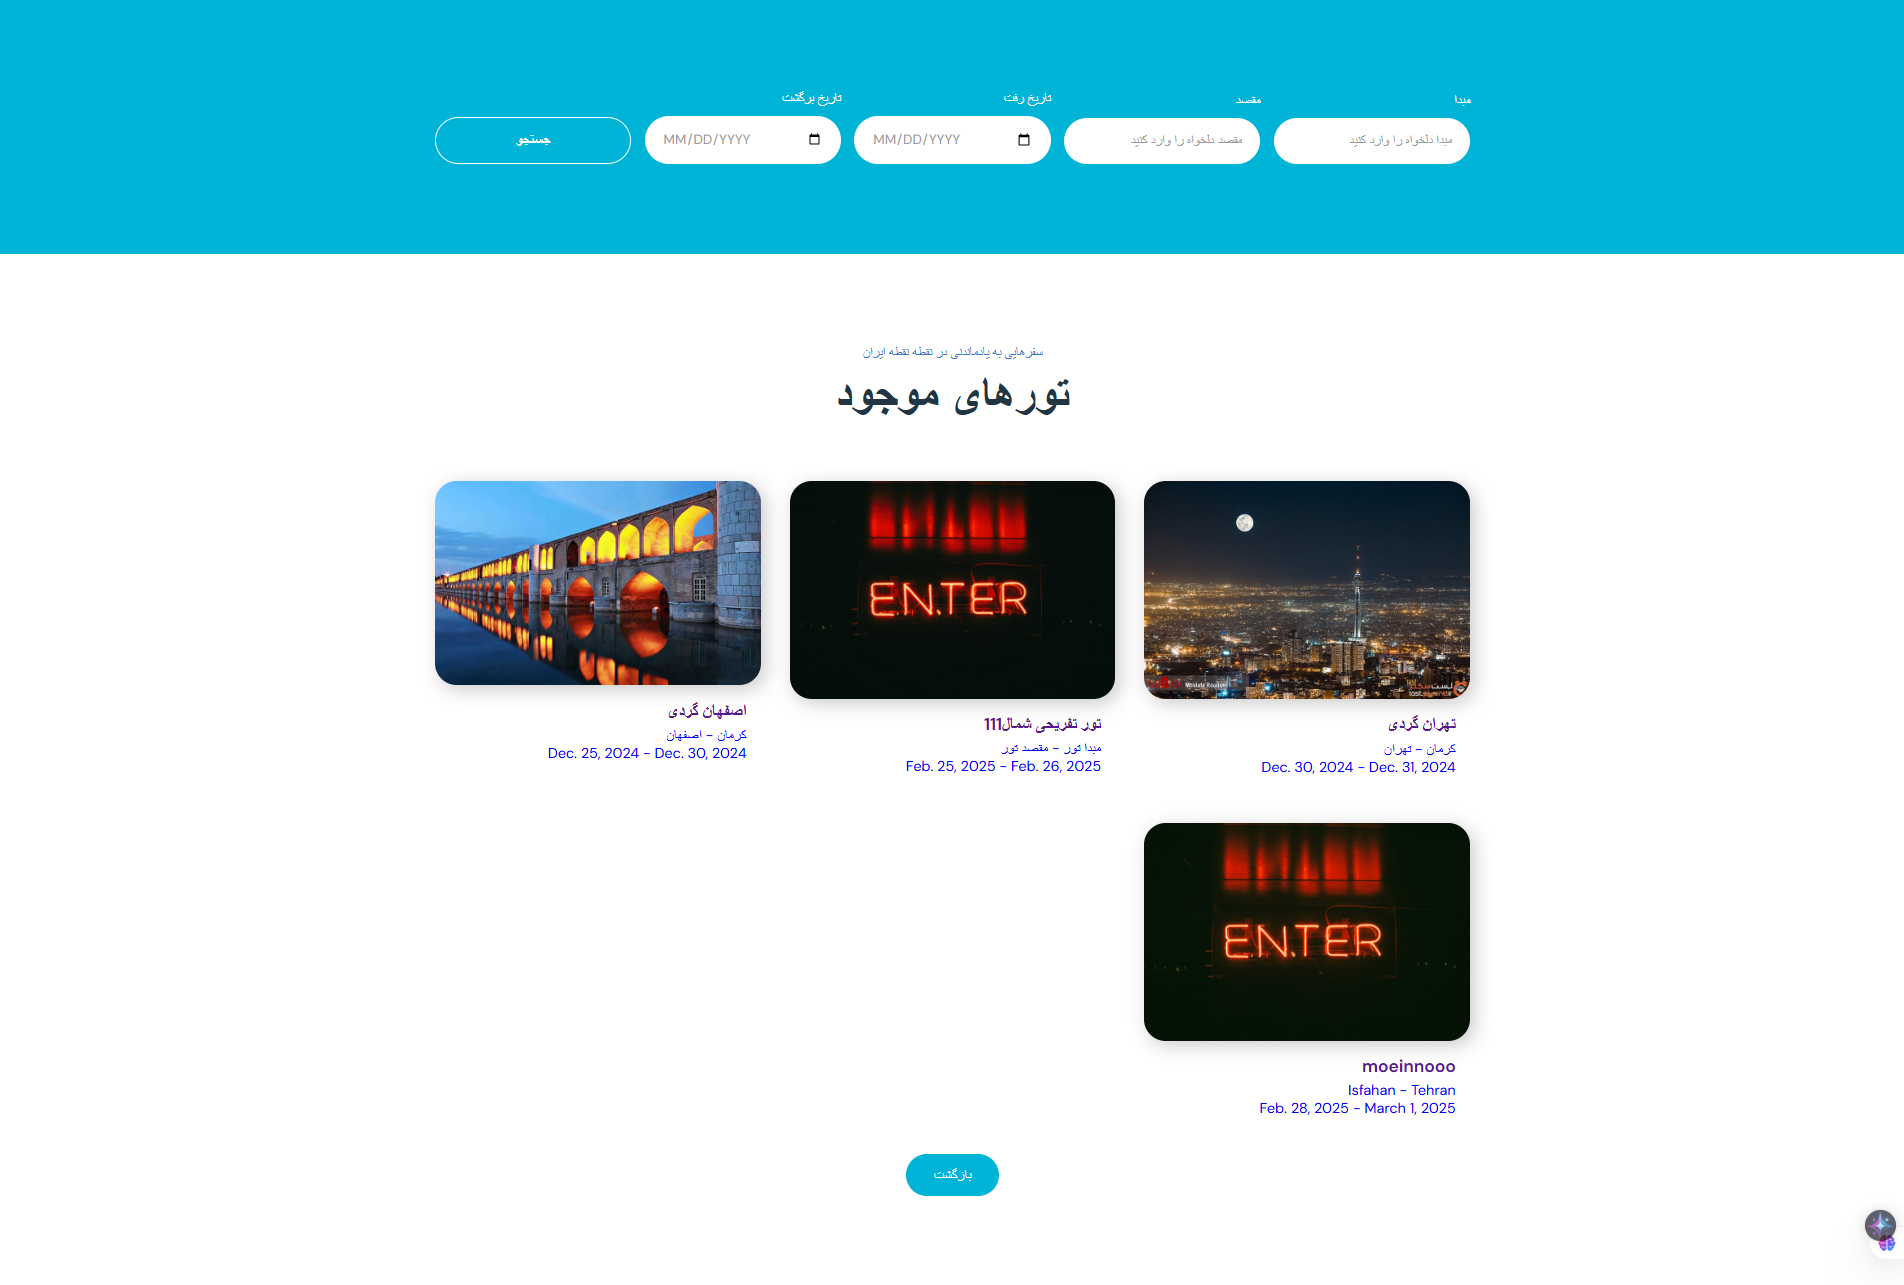 مبدا
مقصد
تاریخ رفت
تاریخ برگشت
مبدا دلخواه را وارد کنید
مقصد دلخواه را وارد کنید
MM/DD/YYYY
MM/DD/YYYY
جستجو
سفرهایی به یادماندنی در نقطه نقطه ایران
تورهای موجود
Mostafa Roudaki
ENTER
تهران گردی
کرمان - تهران
Dec. 30, 2024 - Dec. 31, 2024
تور تفریحی شمال111
مبدا تور - مقصد تور
Feb. 25, 2025 - Feb. 26, 2025
اصفهان گردی
کرمان - اصفهان
Dec. 25, 2024 - Dec. 30, 2024
ENTER
moeinnooo
Isfahan - Tehran
Feb. 28, 2025 - March 1, 2025
بازگشت